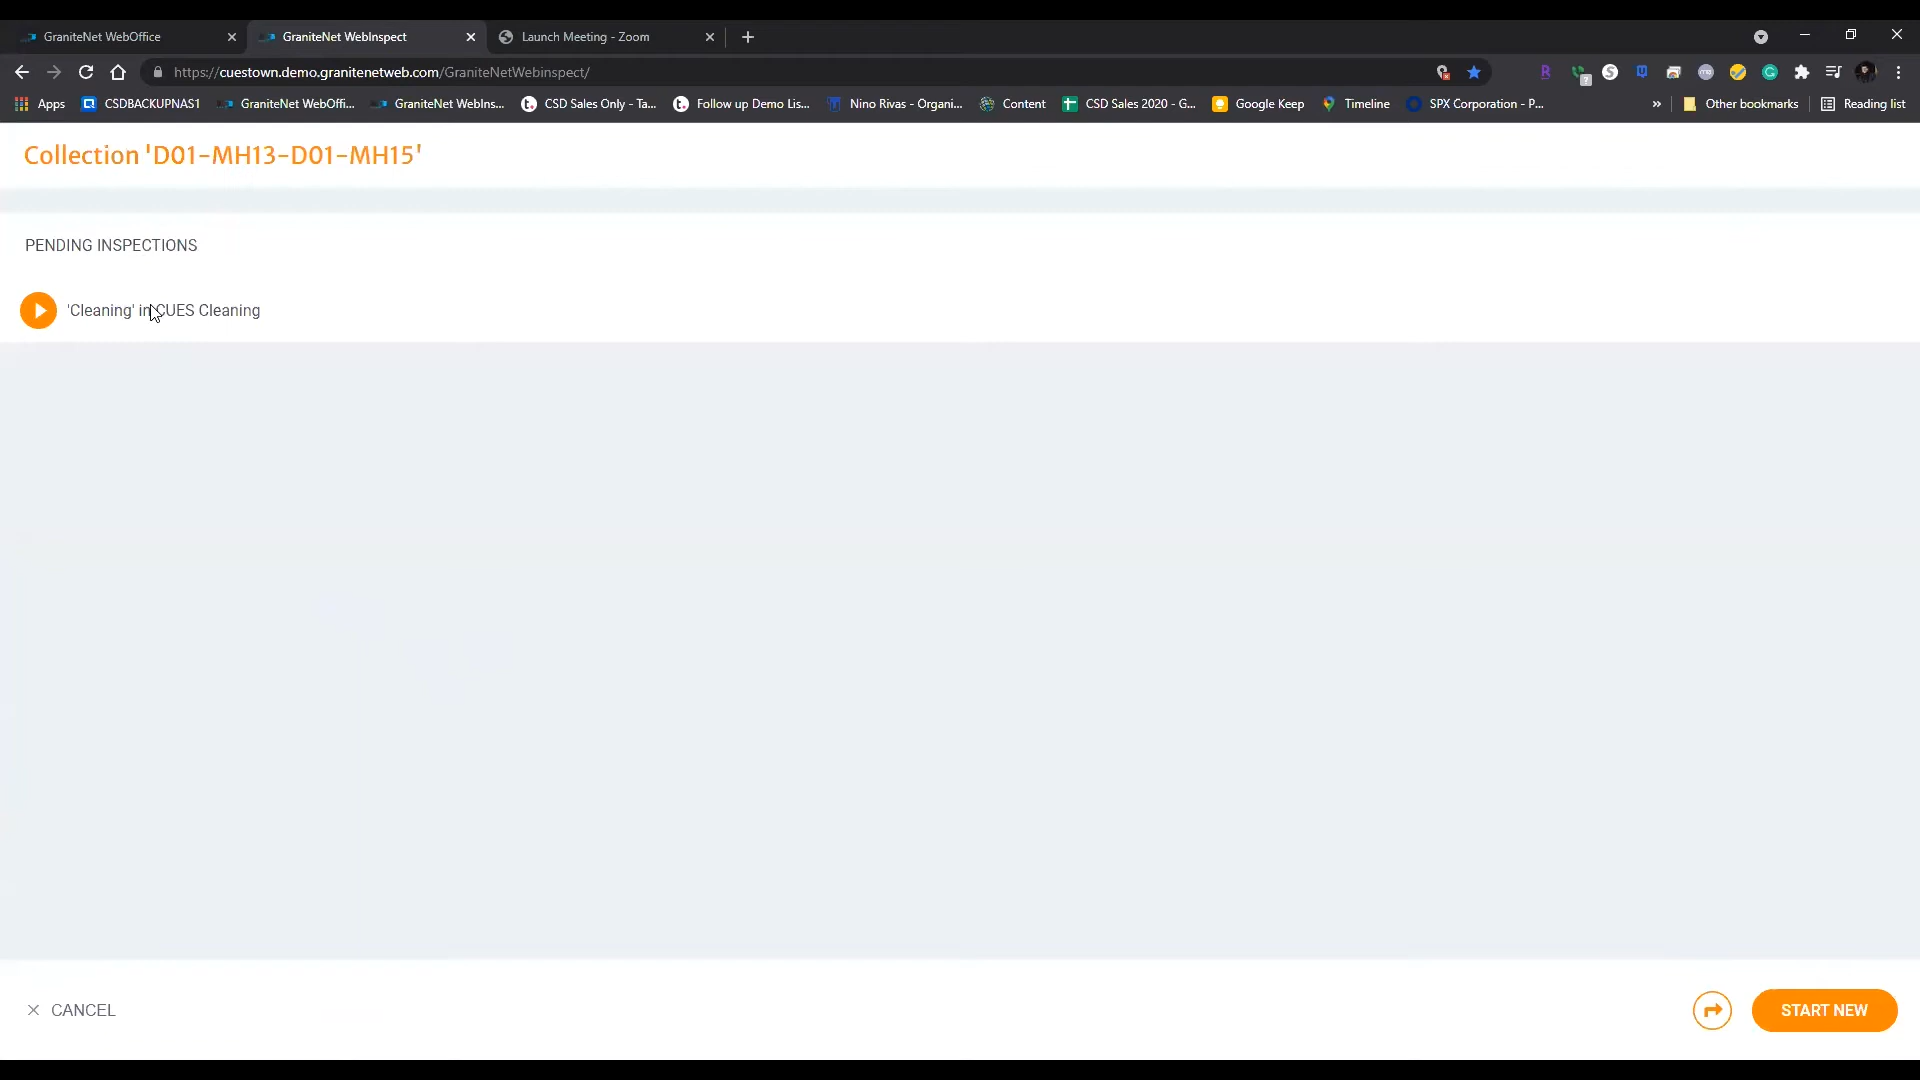 GraniteNet WebOffice
GraniteNet WebInspect
Launch Meeting - Zoom
https://cuestown.demo.granitenetweb.com/GraniteNetWebinspect/
Apps CSDBACKUPNAS1 GraniteNet WebOffi... GraniteNet WebIns... CSD Sales Only - Ta... Follow up Demo Lis... Nino Rivas - Organi... Content CSD Sales 2020 - G... Google Keep Timeline SPX Corporation - P... » Other bookmarks Reading list
Collection 'D01-MH13-D01-MH15'
PENDING INSPECTIONS
'Cleaning' in CUES Cleaning
CANCEL
START NEW